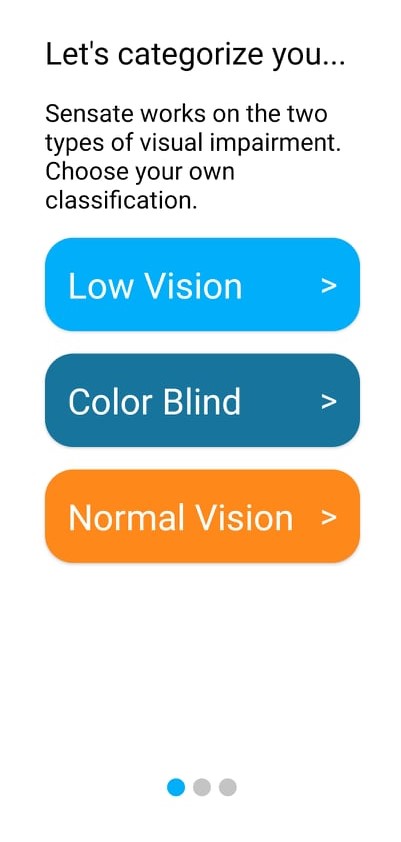 Let's categorize you...
Sensate works on the two
types of visual impairment.
Choose your own
classification.
Low Vision >
Color Blind >
Normal Vision >